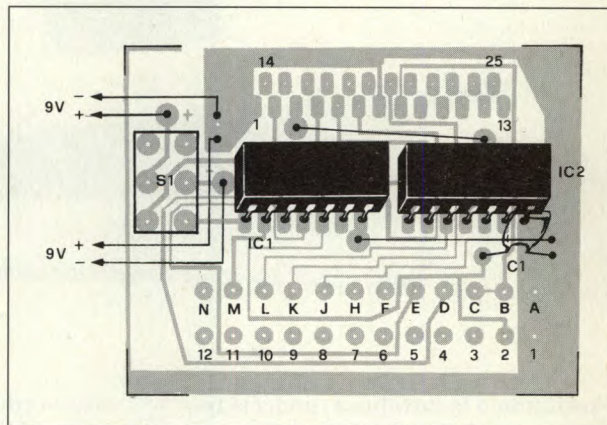 14 25
− 9V
+ +
1 13
S1
IC2
IC1
+
9V
−
C1
N M L K J H F E D C B A
12 11 10 9 8 7 6 5 4 3 2 1